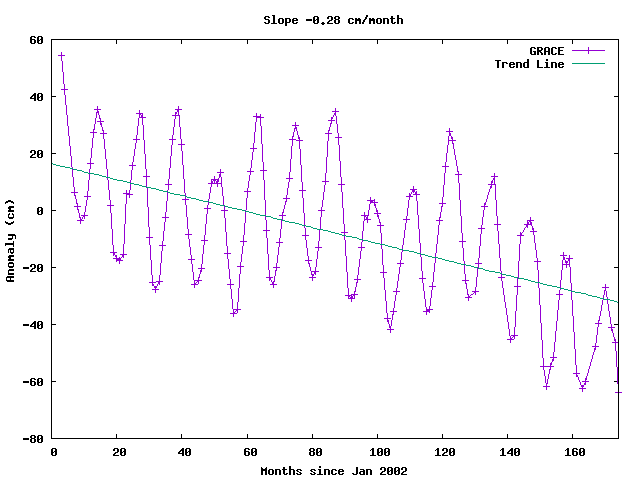 Slope -0.28 cm/month
GRACE
Trend Line
60
40
20
0
-20
-40
-60
-80
Anomaly (cm)
0 20 40 60 80 100 120 140 160
Months since Jan 2002